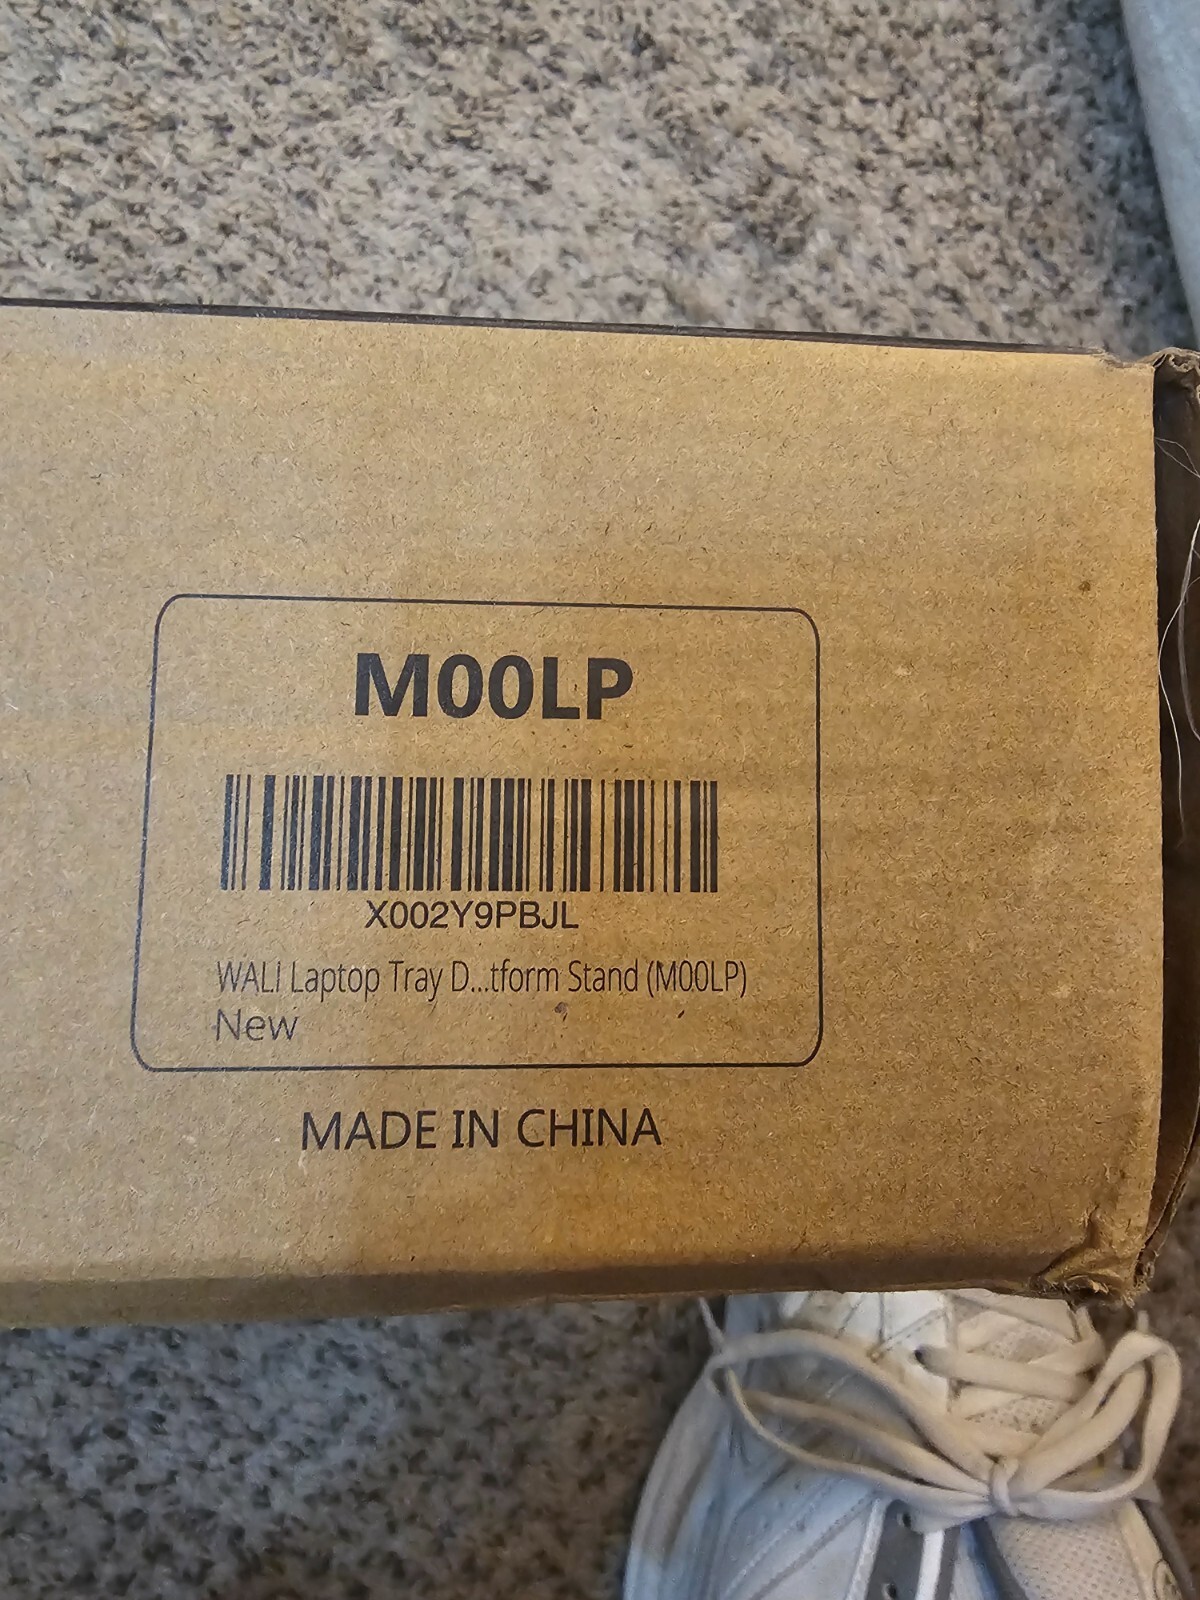 M00LP
X002Y9PBJL
WALI Laptop Tray D...tform Stand (M00LP)
New
MADE IN CHINA